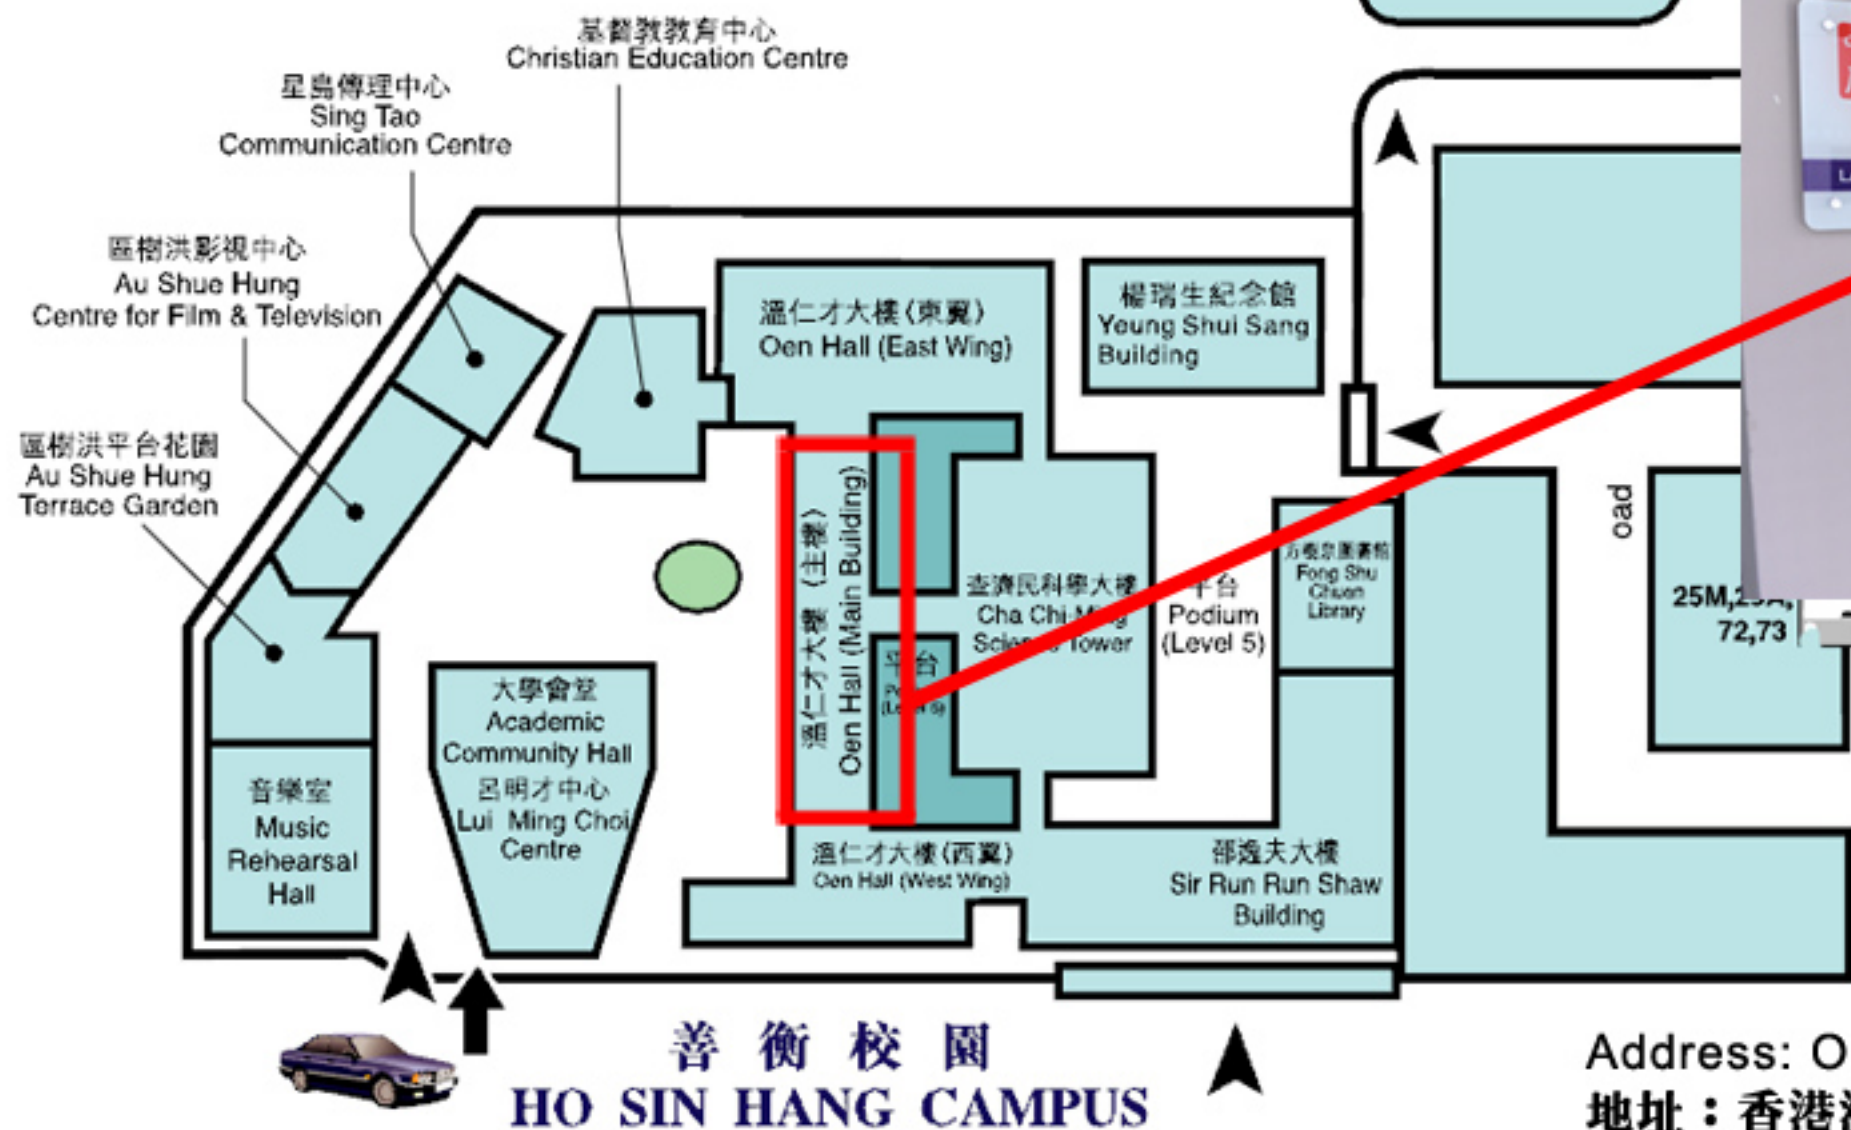 基督教教育中心
Christian Education Centre
星島傳理中心
Sing Tao
Communication Centre
區樹洪影視中心
Au Shue Hung
Centre for Film & Television
區樹洪平台花園
Au Shue Hung
Terrace Garden
溫仁才大樓(東翼)
Oen Hall (East Wing)
楊瑞生紀念館
Yeung Shui Sang
Building
溫仁才大樓 (主樓)
Oen Hall (Main Building)
查濟民科學大樓
Cha Chi-Ming
Science Tower
平台
Podium
(Level 5)
方樹泉圖書館
Fong Shu
Chuen
Library
oad
25M,
72,73
平台
大學會堂
Academic
Community Hall
呂明才中心
Lui Ming Choi
Centre
音樂室
Music
Rehearsal
Hall
溫仁才大樓(西翼)
Oen Hall (West Wing)
邵逸夫大樓
Sir Run Run Shaw
Building
善衡校園
HO SIN HANG CAMPUS
Address: O
地址：香港